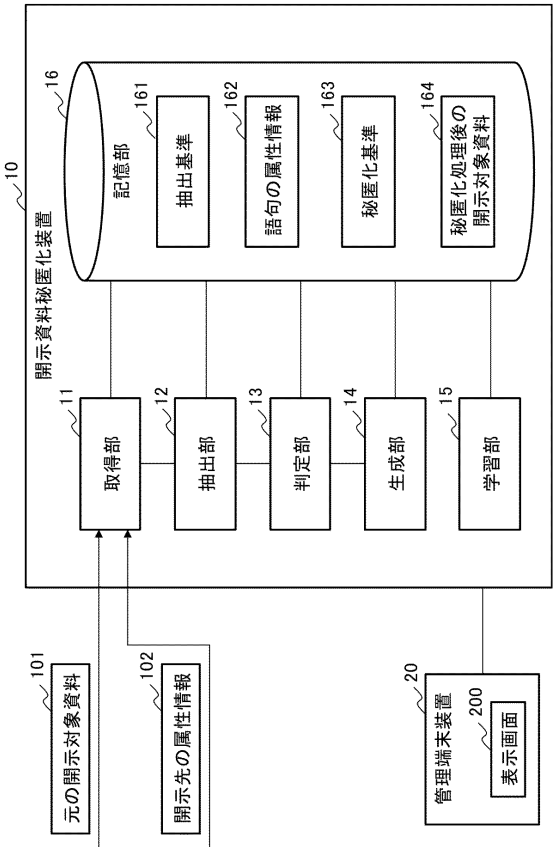 10
開示資料秘匿化装置
16
記憶部
161
抽出基準
162
語句の属性情報
163
秘匿化基準
164
秘匿化処理後の
開示対象資料
11
取得部
12
抽出部
13
判定部
14
生成部
15
学習部
101
元の開示対象資料
102
開示先の属性情報
20
管理端末装置
200
表示画面